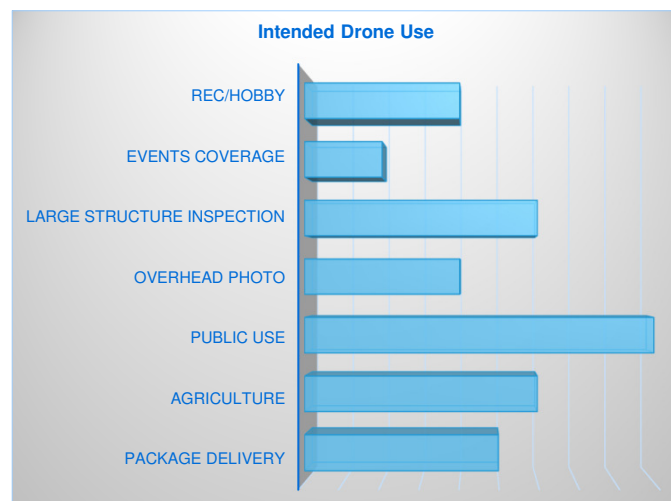 Intended Drone Use
REC/HOBBY
EVENTS COVERAGE
LARGE STRUCTURE INSPECTION
OVERHEAD PHOTO
PUBLIC USE
AGRICULTURE
PACKAGE DELIVERY